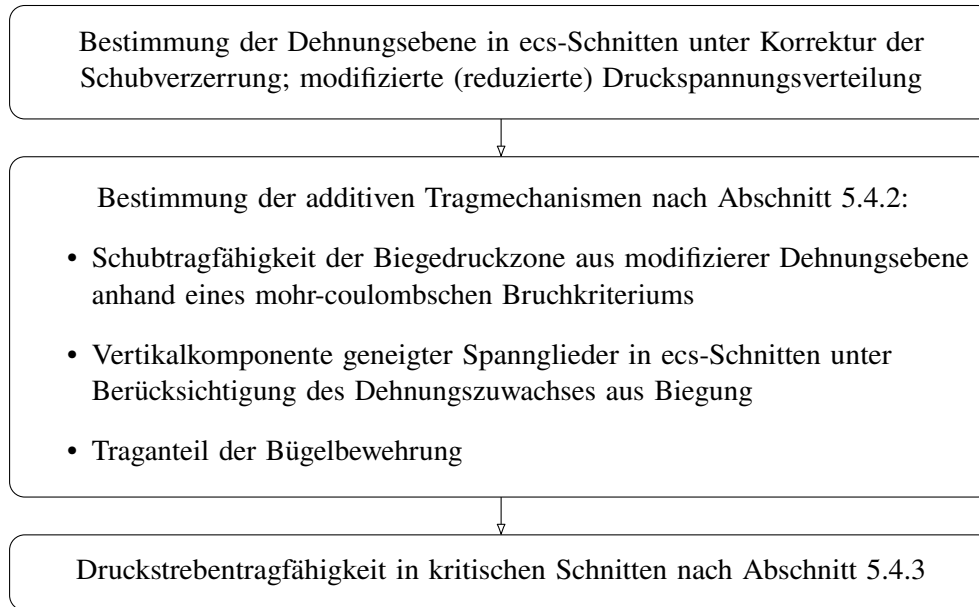 Bestimmung der Dehnungsebene in ecs-Schnitten unter Korrektur der
Schubverzerrung; modifizierte (reduzierte) Druckspannungsverteilung
Bestimmung der additiven Tragmechanismen nach Abschnitt 5.4.2:
• Schubtragfähigkeit der Biegedruckzone aus modifizierer Dehnungsebene
anhand eines mohr-coulombschen Bruchkriteriums
• Vertikalkomponente geneigter Spannglieder in ecs-Schnitten unter
Berücksichtigung des Dehnungszuwachses aus Biegung
• Traganteil der Bügelbewehrung
Druckstrebentragfähigkeit in kritischen Schnitten nach Abschnitt 5.4.3